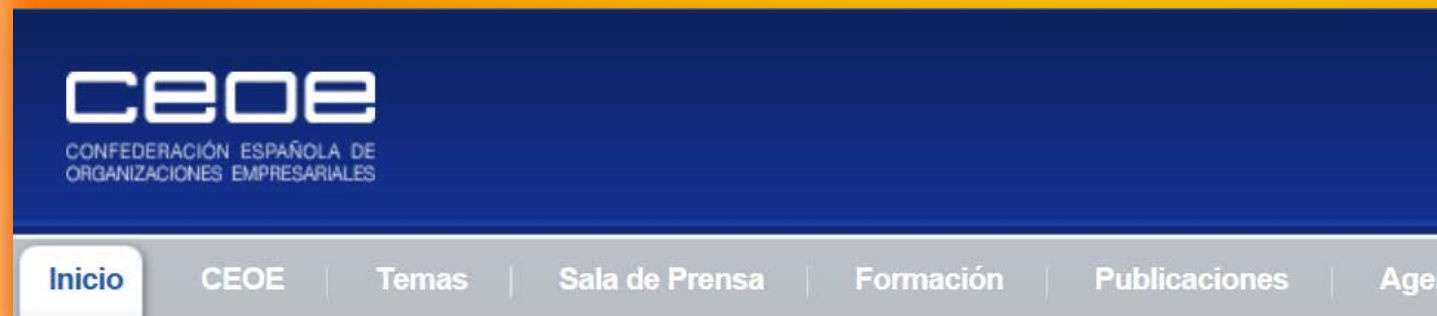 ceoe
CONFEDERACIÓN ESPAÑOLA DE
ORGANIZACIONES EMPRESARIALES
Inicio CEOE Temas Sala de Prensa Formación Publicaciones